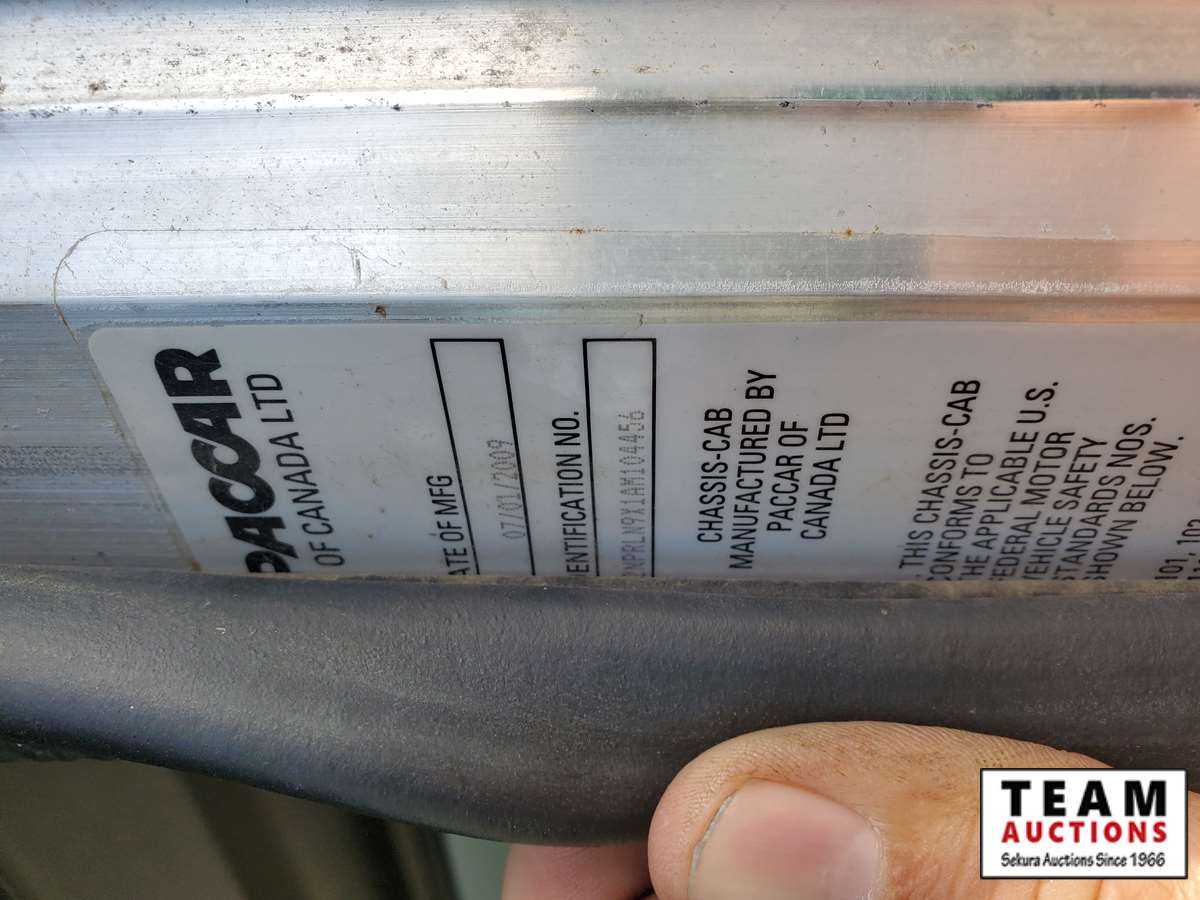 PACCAR
OF CANADA LTD
ATE OF MFG
07/01/2009
ENTIFICATION NO.
NPRLN9X1AM104456
CHASSIS-CAB
MANUFACTURED BY
PACCAR OF
CANADA LTD
THIS CHASSIS-CAB
CONFORMS TO
THE APPLICABLE U.S.
FEDERAL MOTOR
VEHICLE SAFETY
STANDARDS NOS.
SHOWN BELOW.
101,
TEAM
AUCTIONS
Sekura Auctions Since 1966